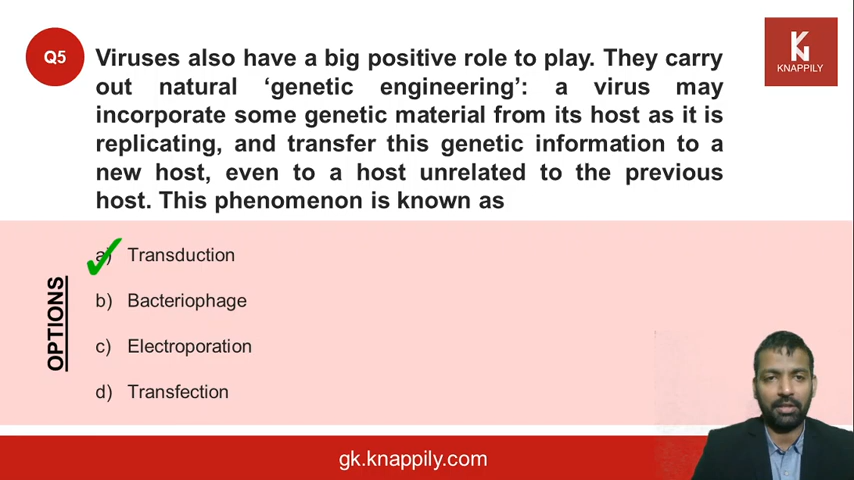 Q5
Viruses also have a big positive role to play. They carry
out natural ‘genetic engineering’: a virus may
incorporate some genetic material from its host as it is
replicating, and transfer this genetic information to a
new host, even to a host unrelated to the previous
host. This phenomenon is known as
KNAPPILY
OPTIONS
a) Transduction
b) Bacteriophage
c) Electroporation
d) Transfection
gk.knappily.com